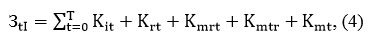 З_tI = ∑_{t=0}^{T} K_it + K_rt + K_mrt + K_mtr + K_mt, (4)